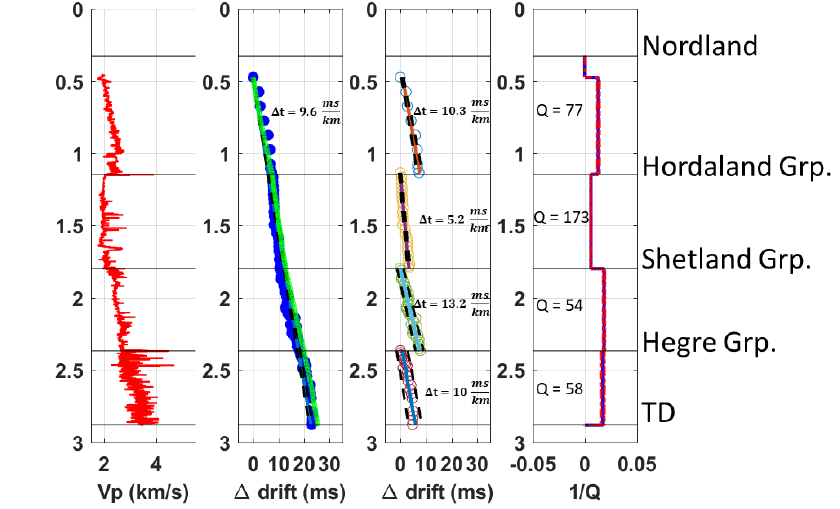 0
0.5
1
1.5
2
2.5
3
2 4
Vp (km/s)
0
0.5
1
1.5
2
2.5
3
0 10 20 30
Δ drift (ms)
Δt = 9.6 ms/km
0
0.5
1
1.5
2
2.5
3
0 10 20 30
Δ drift (ms)
Δt = 10.3 ms/km
Δt = 5.2 ms/km
Δt = 13.2 ms/km
Δt = 10 ms/km
0
0.5
1
1.5
2
2.5
3
-0.05 0 0.05
1/Q
Q = 77
Q = 173
Q = 54
Q = 58
Nordland
Hordaland Grp.
Shetland Grp.
Hegre Grp.
TD